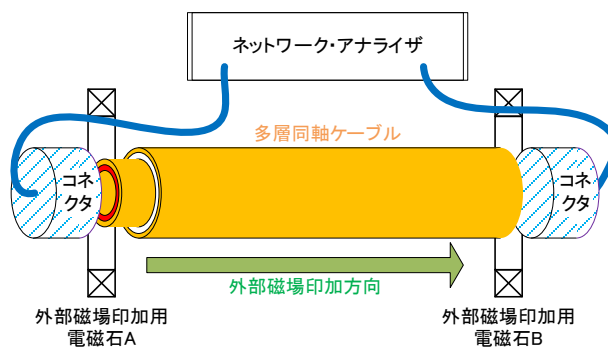 ネットワーク・アナライザ
多層同軸ケーブル
コネ
クタ
コネ
クタ
外部磁場印加方向
外部磁場印加用
電磁石A
外部磁場印加用
電磁石B